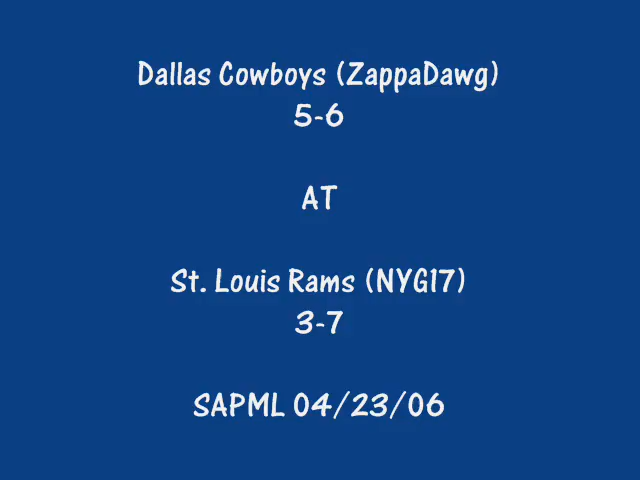 Dallas Cowboys (ZappaDawg)
5-6
AT
St. Louis Rams (NYG17)
3-7
SAPML 04/23/06